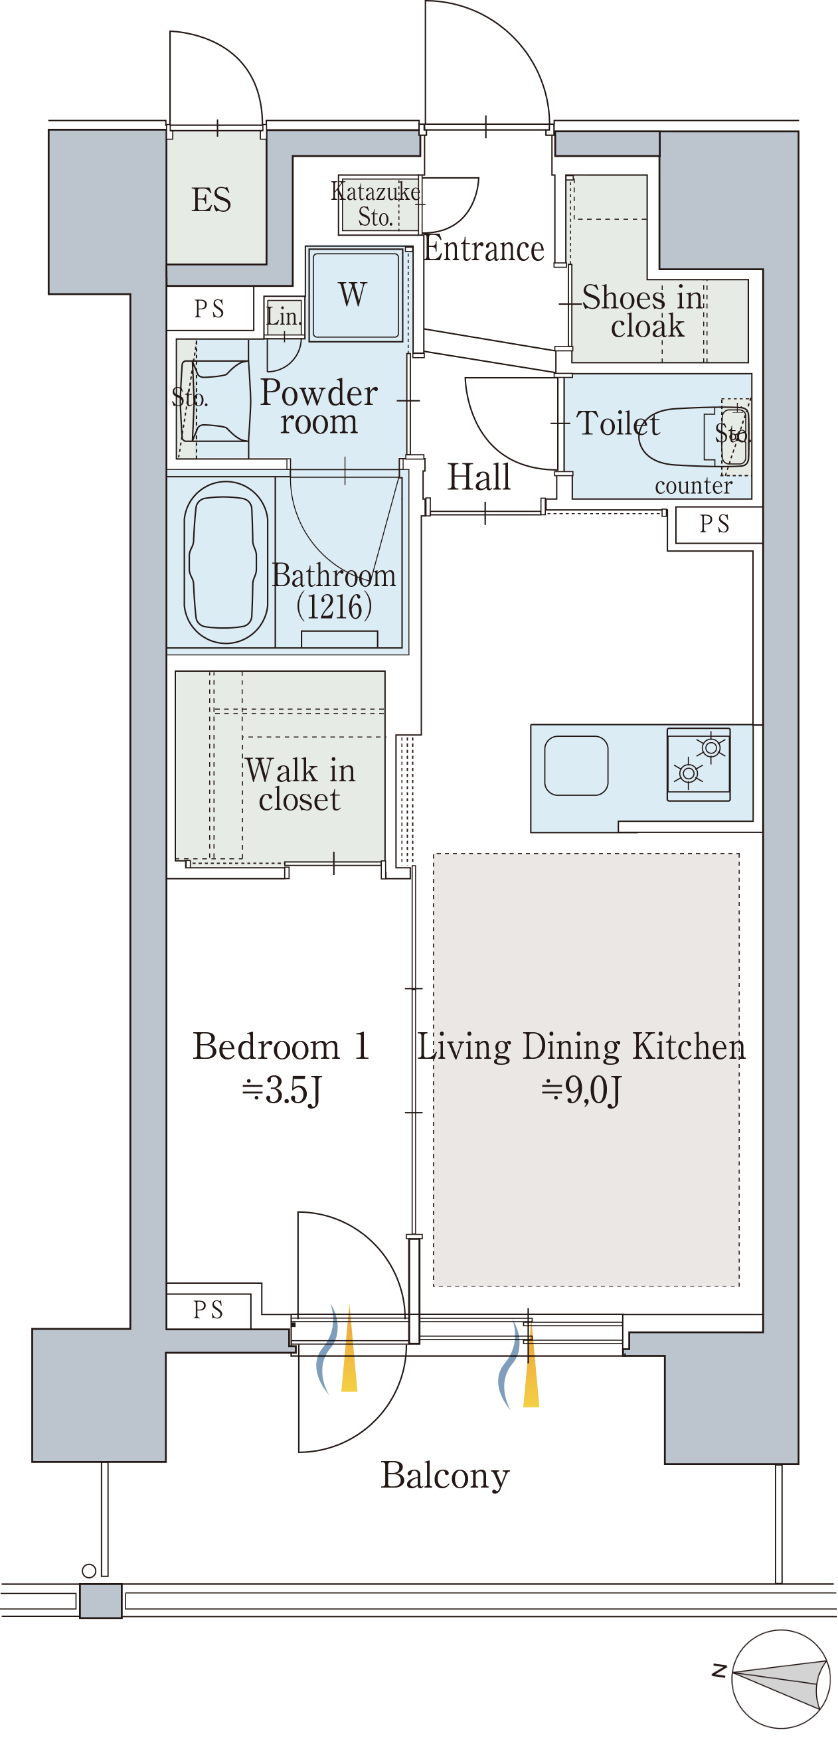 ES
Katazuke
Sto.
Entrance
PS
Lin.
W
Shoes in
cloak
Sto.
Powder
room
Toilet
Sto.
Hall
counter
PS
Bathroom
(1216)
Walk in
closet
Bedroom 1
≒3.5J
Living Dining Kitchen
≒9,0J
PS
Balcony
N